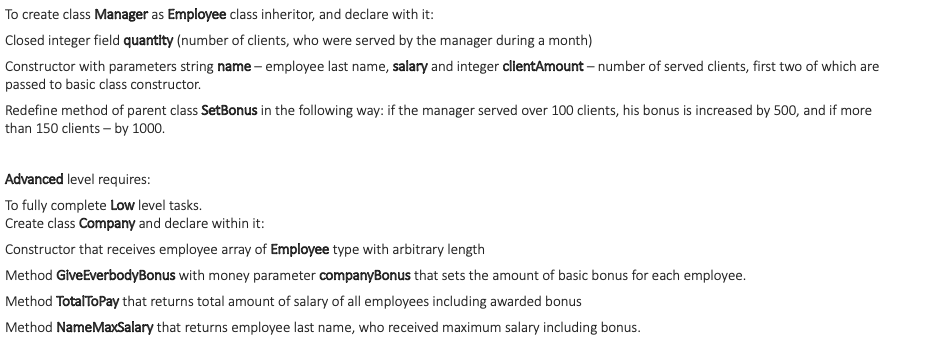 To create class Manager as Employee class inheritor, and declare with it:
Closed integer field quantity (number of clients, who were served by the manager during a month)
Constructor with parameters string name – employee last name, salary and integer clientAmount – number of served clients, first two of which are
passed to basic class constructor.
Redefine method of parent class SetBonus in the following way: if the manager served over 100 clients, his bonus is increased by 500, and if more
than 150 clients – by 1000.
Advanced level requires:
To fully complete Low level tasks.
Create class Company and declare within it:
Constructor that receives employee array of Employee type with arbitrary length
Method GiveEverbodyBonus with money parameter companyBonus that sets the amount of basic bonus for each employee.
Method TotalToPay that returns total amount of salary of all employees including awarded bonus
Method NameMaxSalary that returns employee last name, who received maximum salary including bonus.